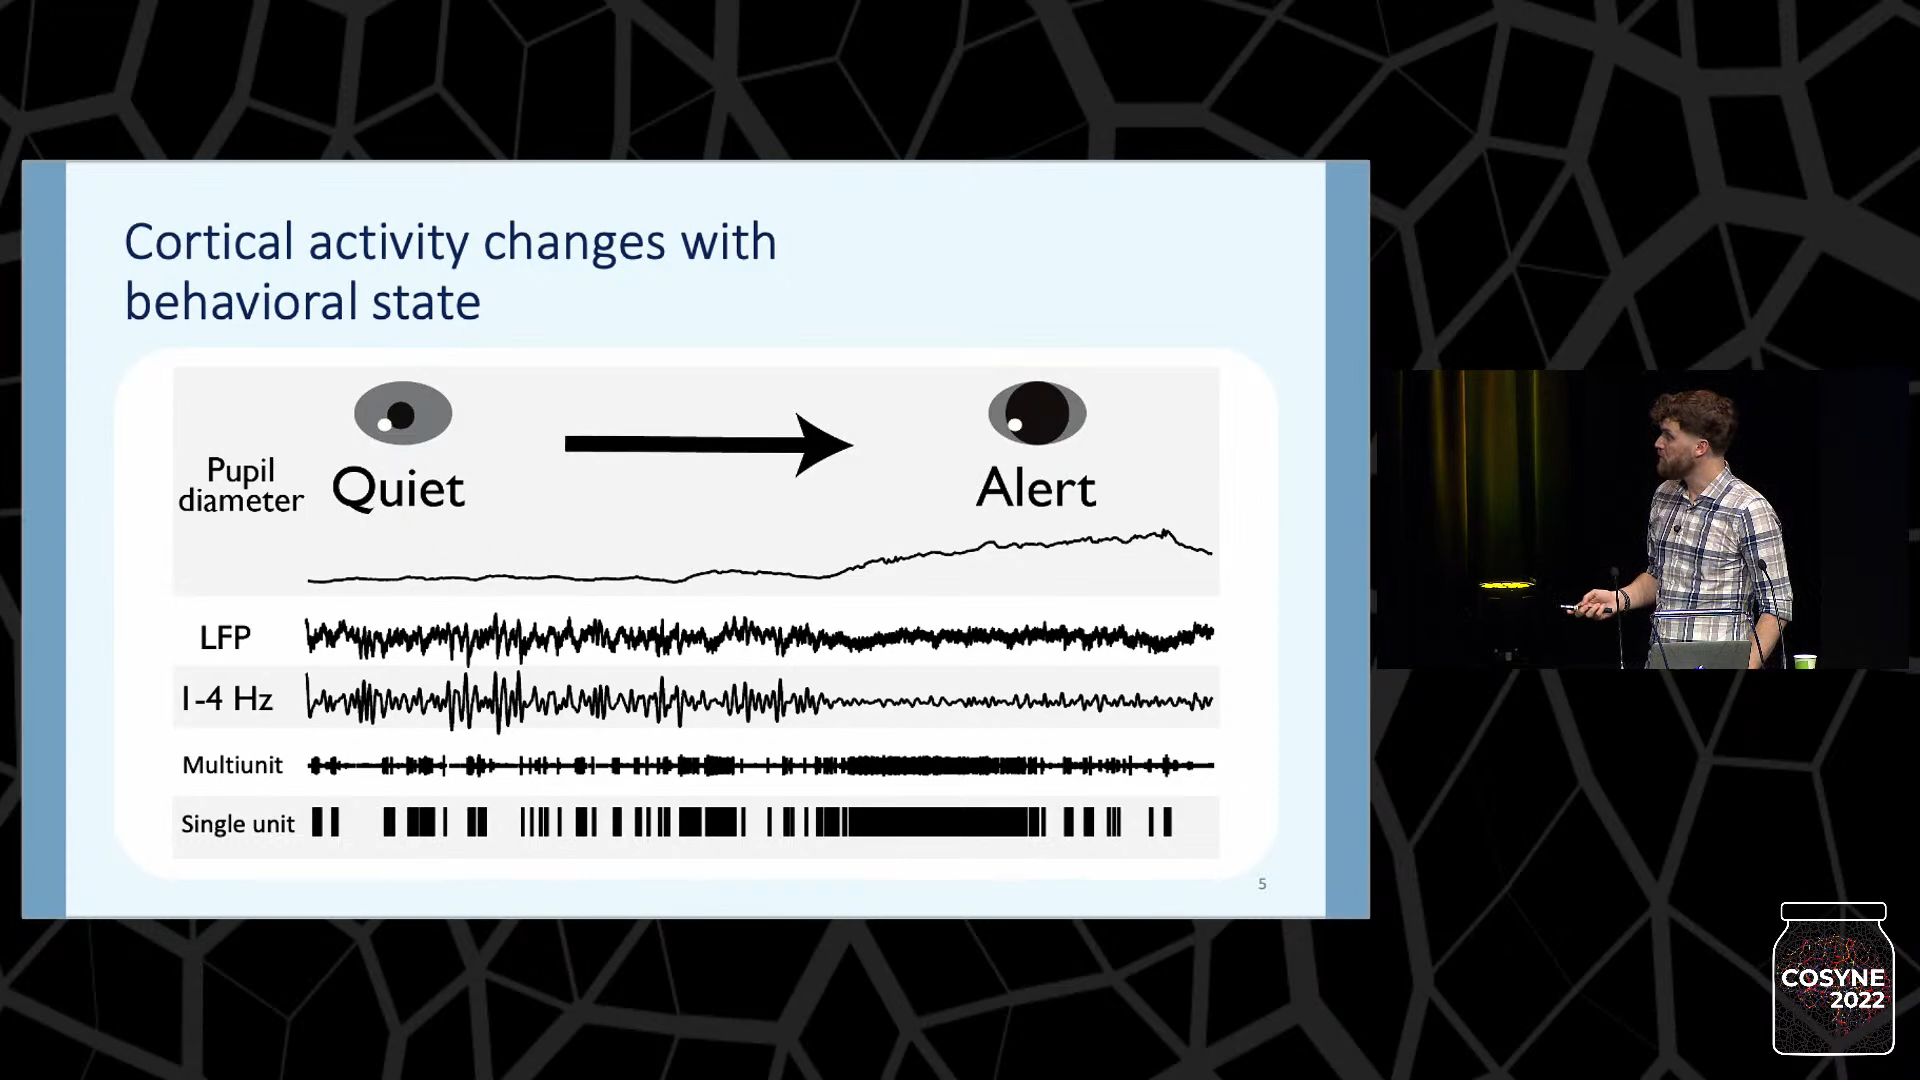 Cortical activity changes with
behavioral state
Pupil
diameter
Quiet
Alert
LFP
1-4 Hz
Multiunit
Single unit
5
COSYNE
2022